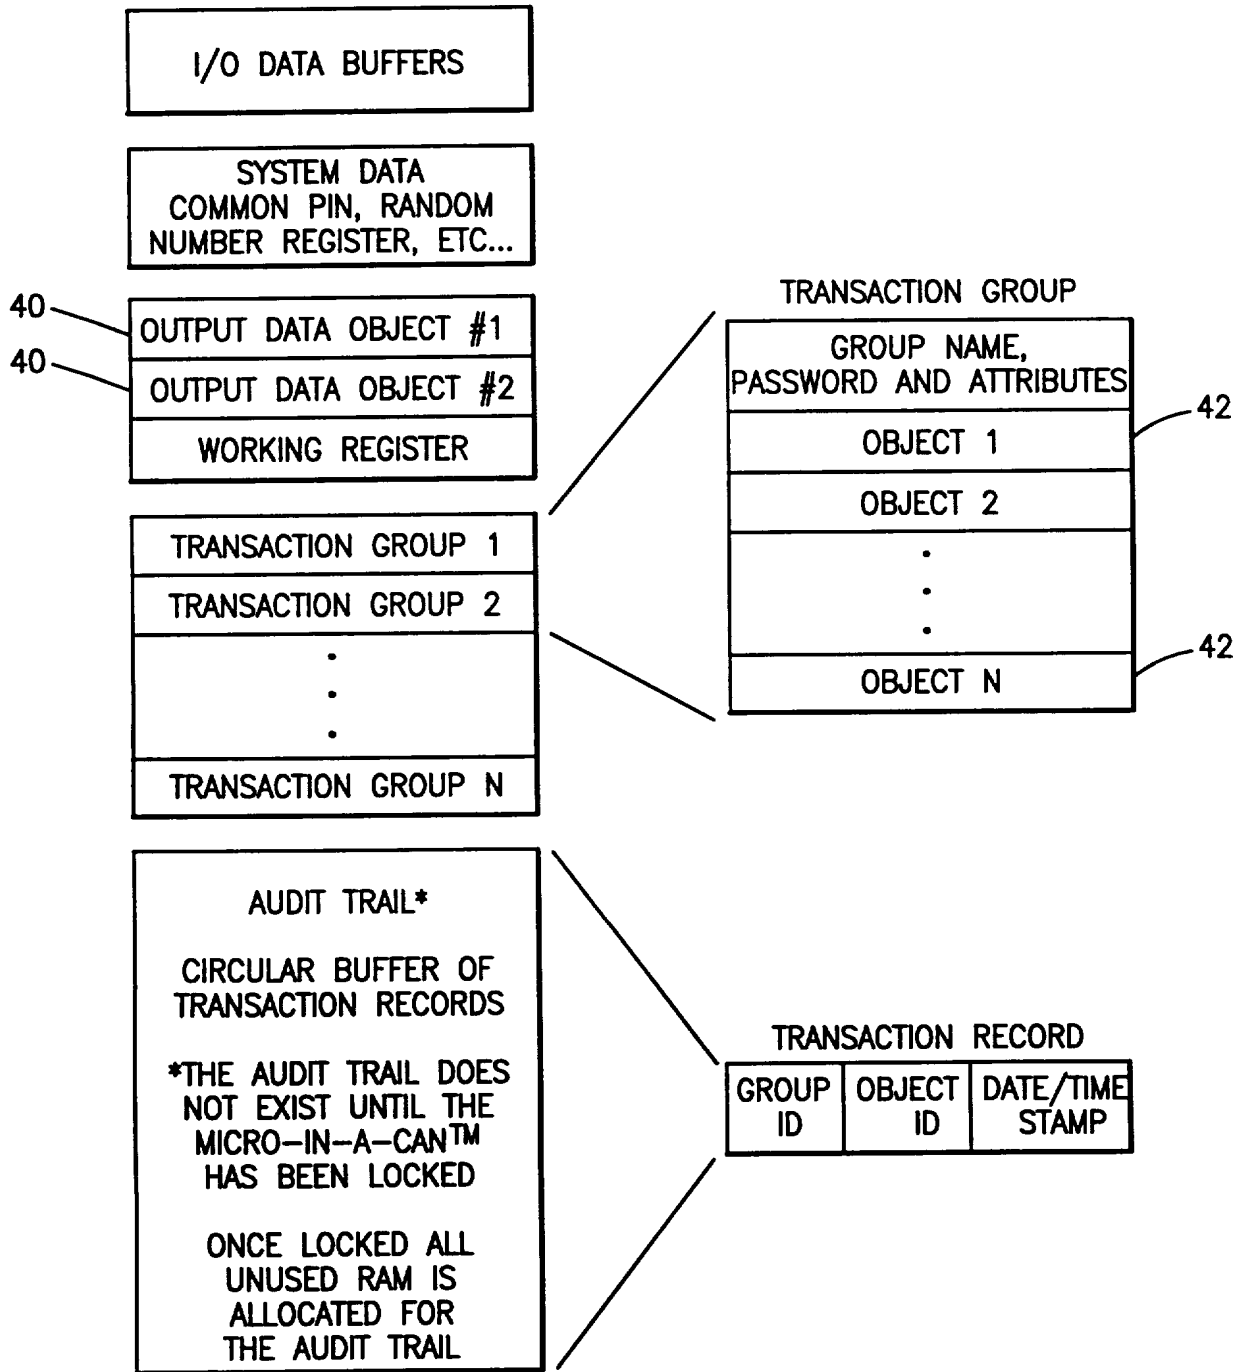 I/O DATA BUFFERS
SYSTEM DATA
COMMON PIN, RANDOM
NUMBER REGISTER, ETC...
40
OUTPUT DATA OBJECT #1
40
OUTPUT DATA OBJECT #2
WORKING REGISTER
TRANSACTION GROUP 1
TRANSACTION GROUP 2
.
.
.
TRANSACTION GROUP N
TRANSACTION GROUP
GROUP NAME,
PASSWORD AND ATTRIBUTES
OBJECT 1
42
OBJECT 2
.
.
.
OBJECT N
42
AUDIT TRAIL*
CIRCULAR BUFFER OF
TRANSACTION RECORDS
*THE AUDIT TRAIL DOES
NOT EXIST UNTIL THE
MICRO-IN-A-CAN™
HAS BEEN LOCKED
ONCE LOCKED ALL
UNUSED RAM IS
ALLOCATED FOR
THE AUDIT TRAIL
TRANSACTION RECORD
GROUP
ID
OBJECT
ID
DATE/TIME
STAMP